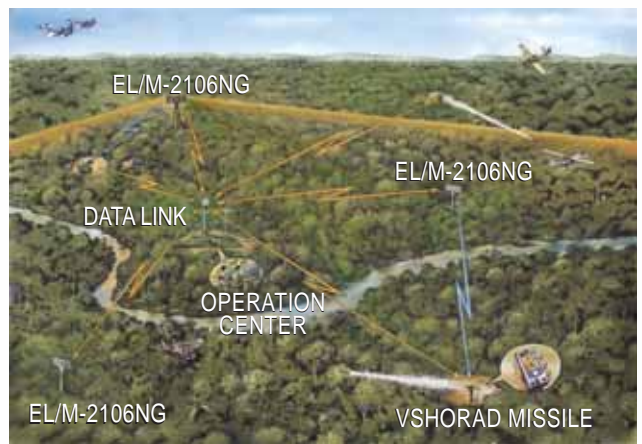 EL/M-2106NG
EL/M-2106NG
DATA LINK
OPERATION
CENTER
EL/M-2106NG
VSHORAD MISSILE